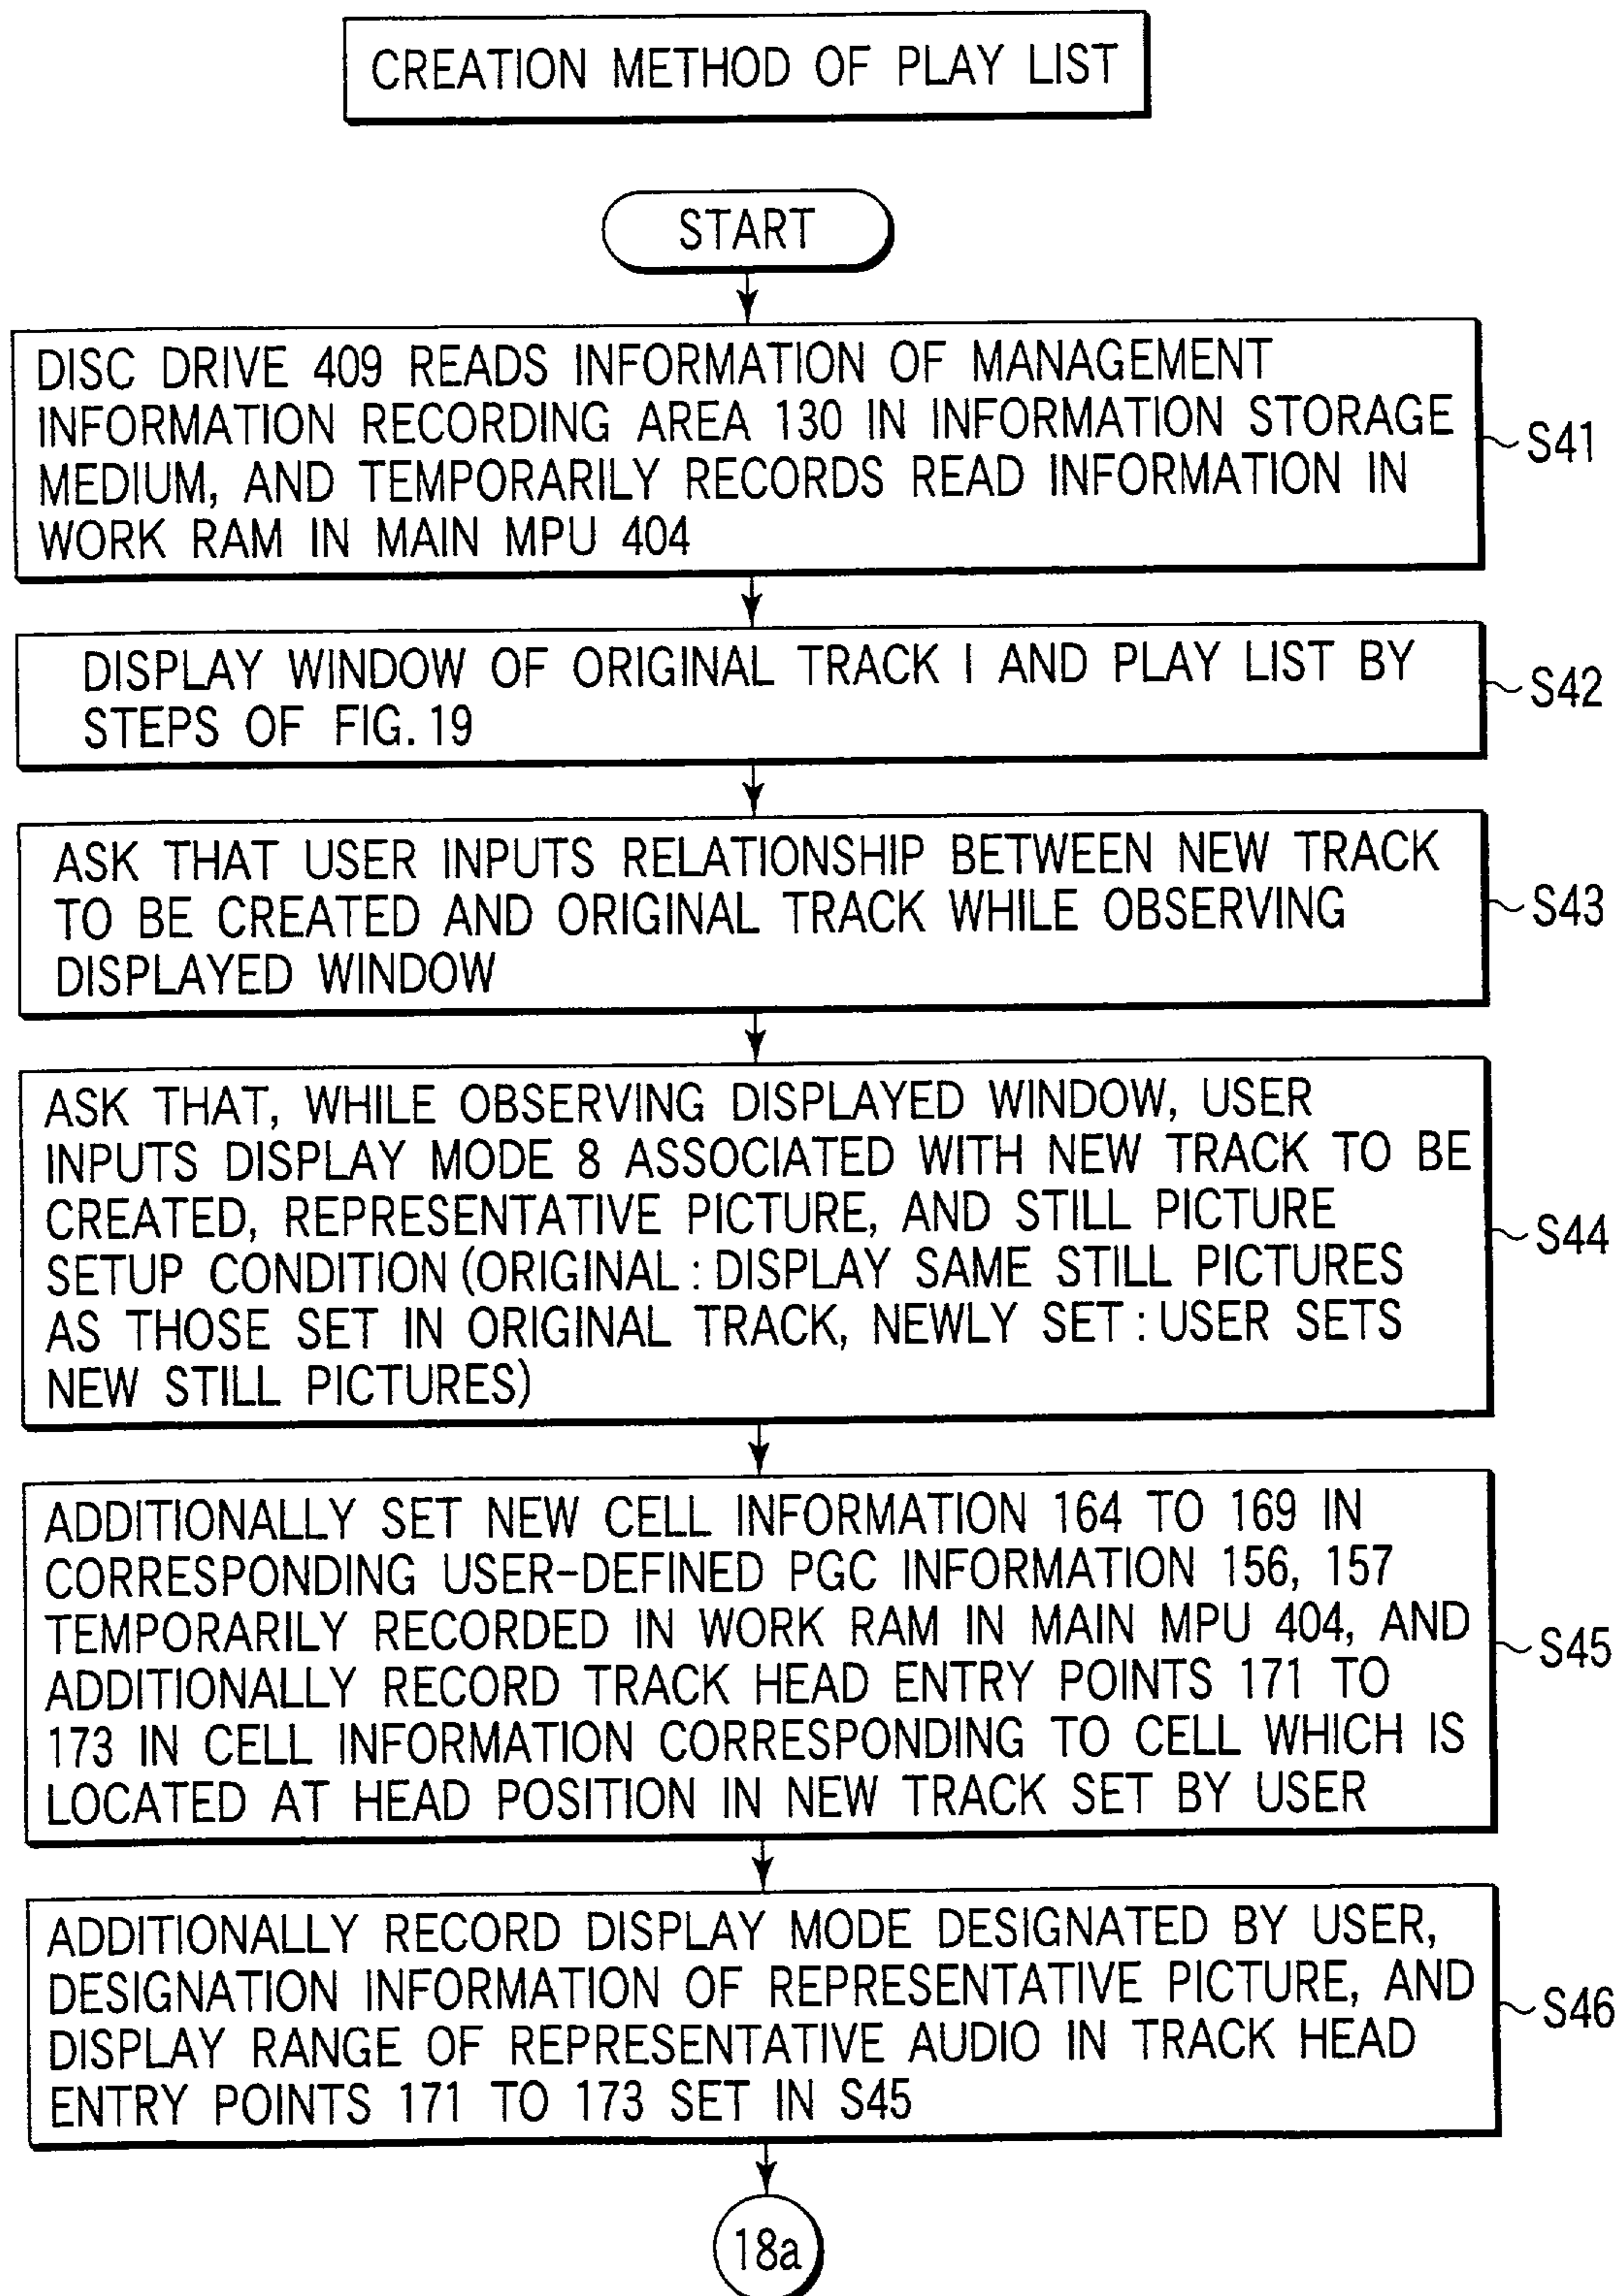 CREATION METHOD OF PLAY LIST
START
DISC DRIVE 409 READS INFORMATION OF MANAGEMENT
INFORMATION RECORDING AREA 130 IN INFORMATION STORAGE
MEDIUM, AND TEMPORARILY RECORDS READ INFORMATION IN
WORK RAM IN MAIN MPU 404
S41
DISPLAY WINDOW OF ORIGINAL TRACK I AND PLAY LIST BY
STEPS OF FIG. 19
S42
ASK THAT USER INPUTS RELATIONSHIP BETWEEN NEW TRACK
TO BE CREATED AND ORIGINAL TRACK WHILE OBSERVING
DISPLAYED WINDOW
S43
ASK THAT, WHILE OBSERVING DISPLAYED WINDOW, USER
INPUTS DISPLAY MODE 8 ASSOCIATED WITH NEW TRACK TO BE
CREATED, REPRESENTATIVE PICTURE, AND STILL PICTURE
SETUP CONDITION (ORIGINAL : DISPLAY SAME STILL PICTURES
AS THOSE SET IN ORIGINAL TRACK, NEWLY SET : USER SETS
NEW STILL PICTURES)
S44
ADDITIONALLY SET NEW CELL INFORMATION 164 TO 169 IN
CORRESPONDING USER-DEFINED PGC INFORMATION 156, 157
TEMPORARILY RECORDED IN WORK RAM IN MAIN MPU 404, AND
ADDITIONALLY RECORD TRACK HEAD ENTRY POINTS 171 TO
173 IN CELL INFORMATION CORRESPONDING TO CELL WHICH IS
LOCATED AT HEAD POSITION IN NEW TRACK SET BY USER
S45
ADDITIONALLY RECORD DISPLAY MODE DESIGNATED BY USER,
DESIGNATION INFORMATION OF REPRESENTATIVE PICTURE, AND
DISPLAY RANGE OF REPRESENTATIVE AUDIO IN TRACK HEAD
ENTRY POINTS 171 TO 173 SET IN S45
S46
18a